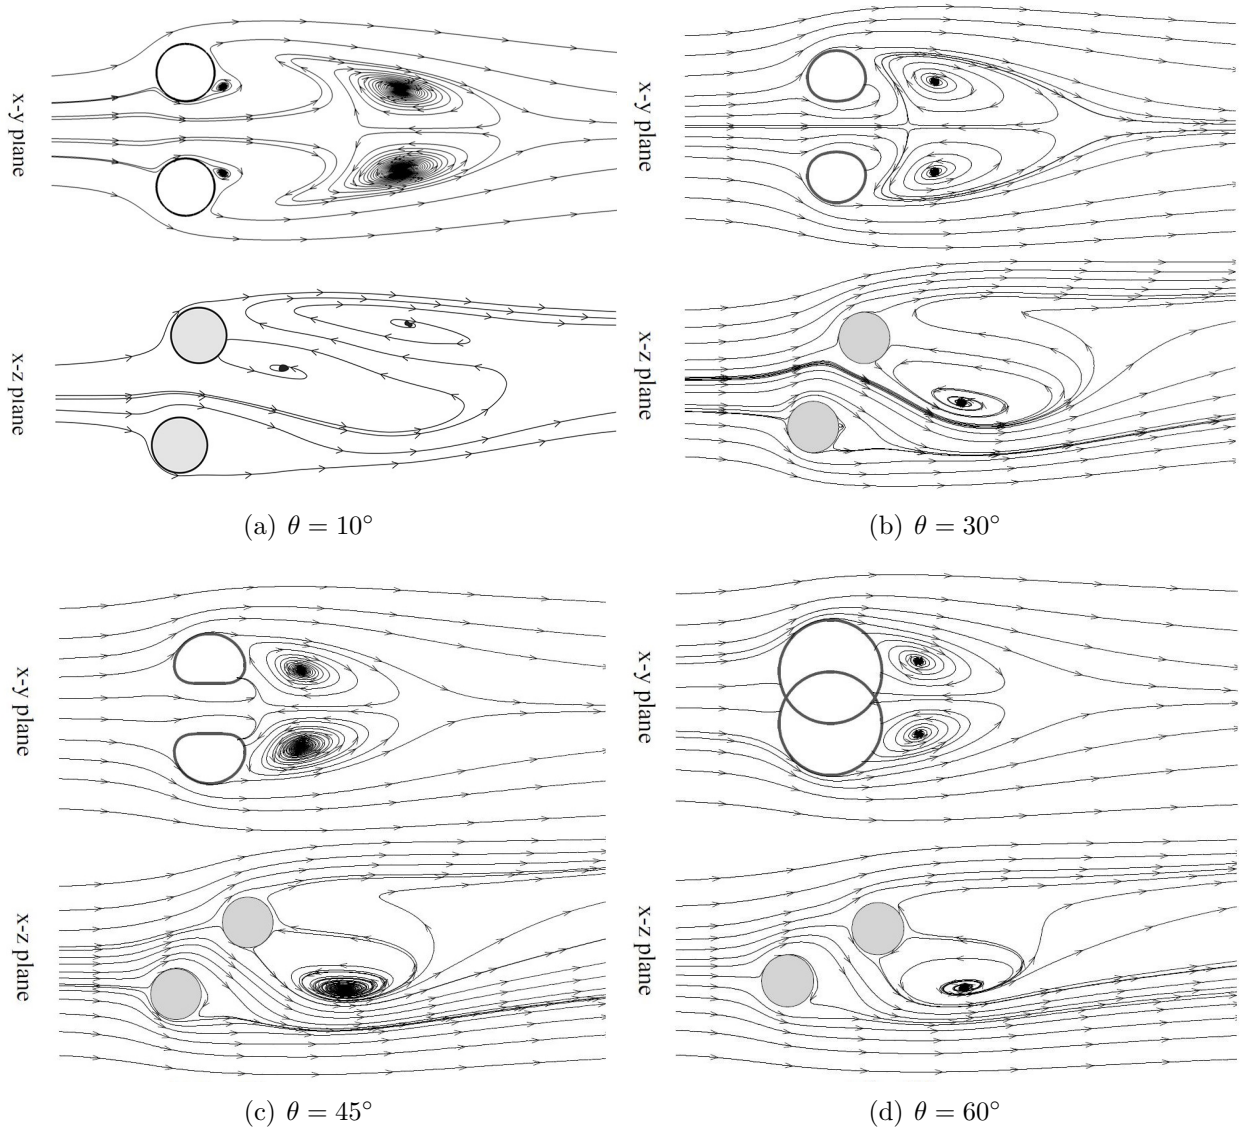 x-y plane
x-z plane
(a) θ = 10°
x-y plane
x-z plane
(b) θ = 30°
x-y plane
x-z plane
(c) θ = 45°
x-y plane
x-z plane
(d) θ = 60°